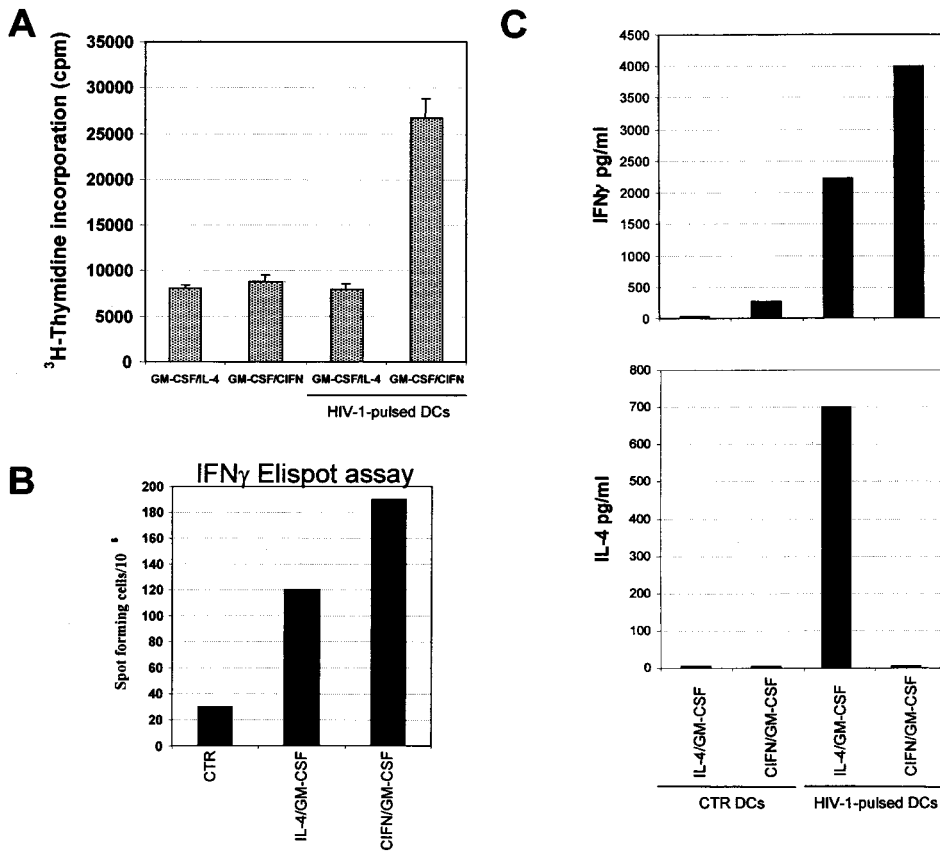 A
³H-Thymidine incorporation (cpm)
35000
30000
25000
20000
15000
10000
5000
0
GM-CSF/IL-4 GM-CSF/CIFN GM-CSF/IL-4 GM-CSF/CIFN
HIV-1-pulsed DCs
B
IFNγ Elispot assay
Spot forming cells/10
200
180
160
140
120
100
80
60
40
20
0
CTR
IL-4/GM-CSF
CIFN/GM-CSF
C
IFNγ pg/ml
4000
4500
3000
2500
2000
1500
1000
500
0
IL-4 pg/ml
800
700
600
500
400
300
200
100
0
IL-4/GM-CSF
CIFN/GM-CSF
IL-4/GM-CSF
CIFN/GM-CSF
CTR DCs
HIV-1-pulsed DCs